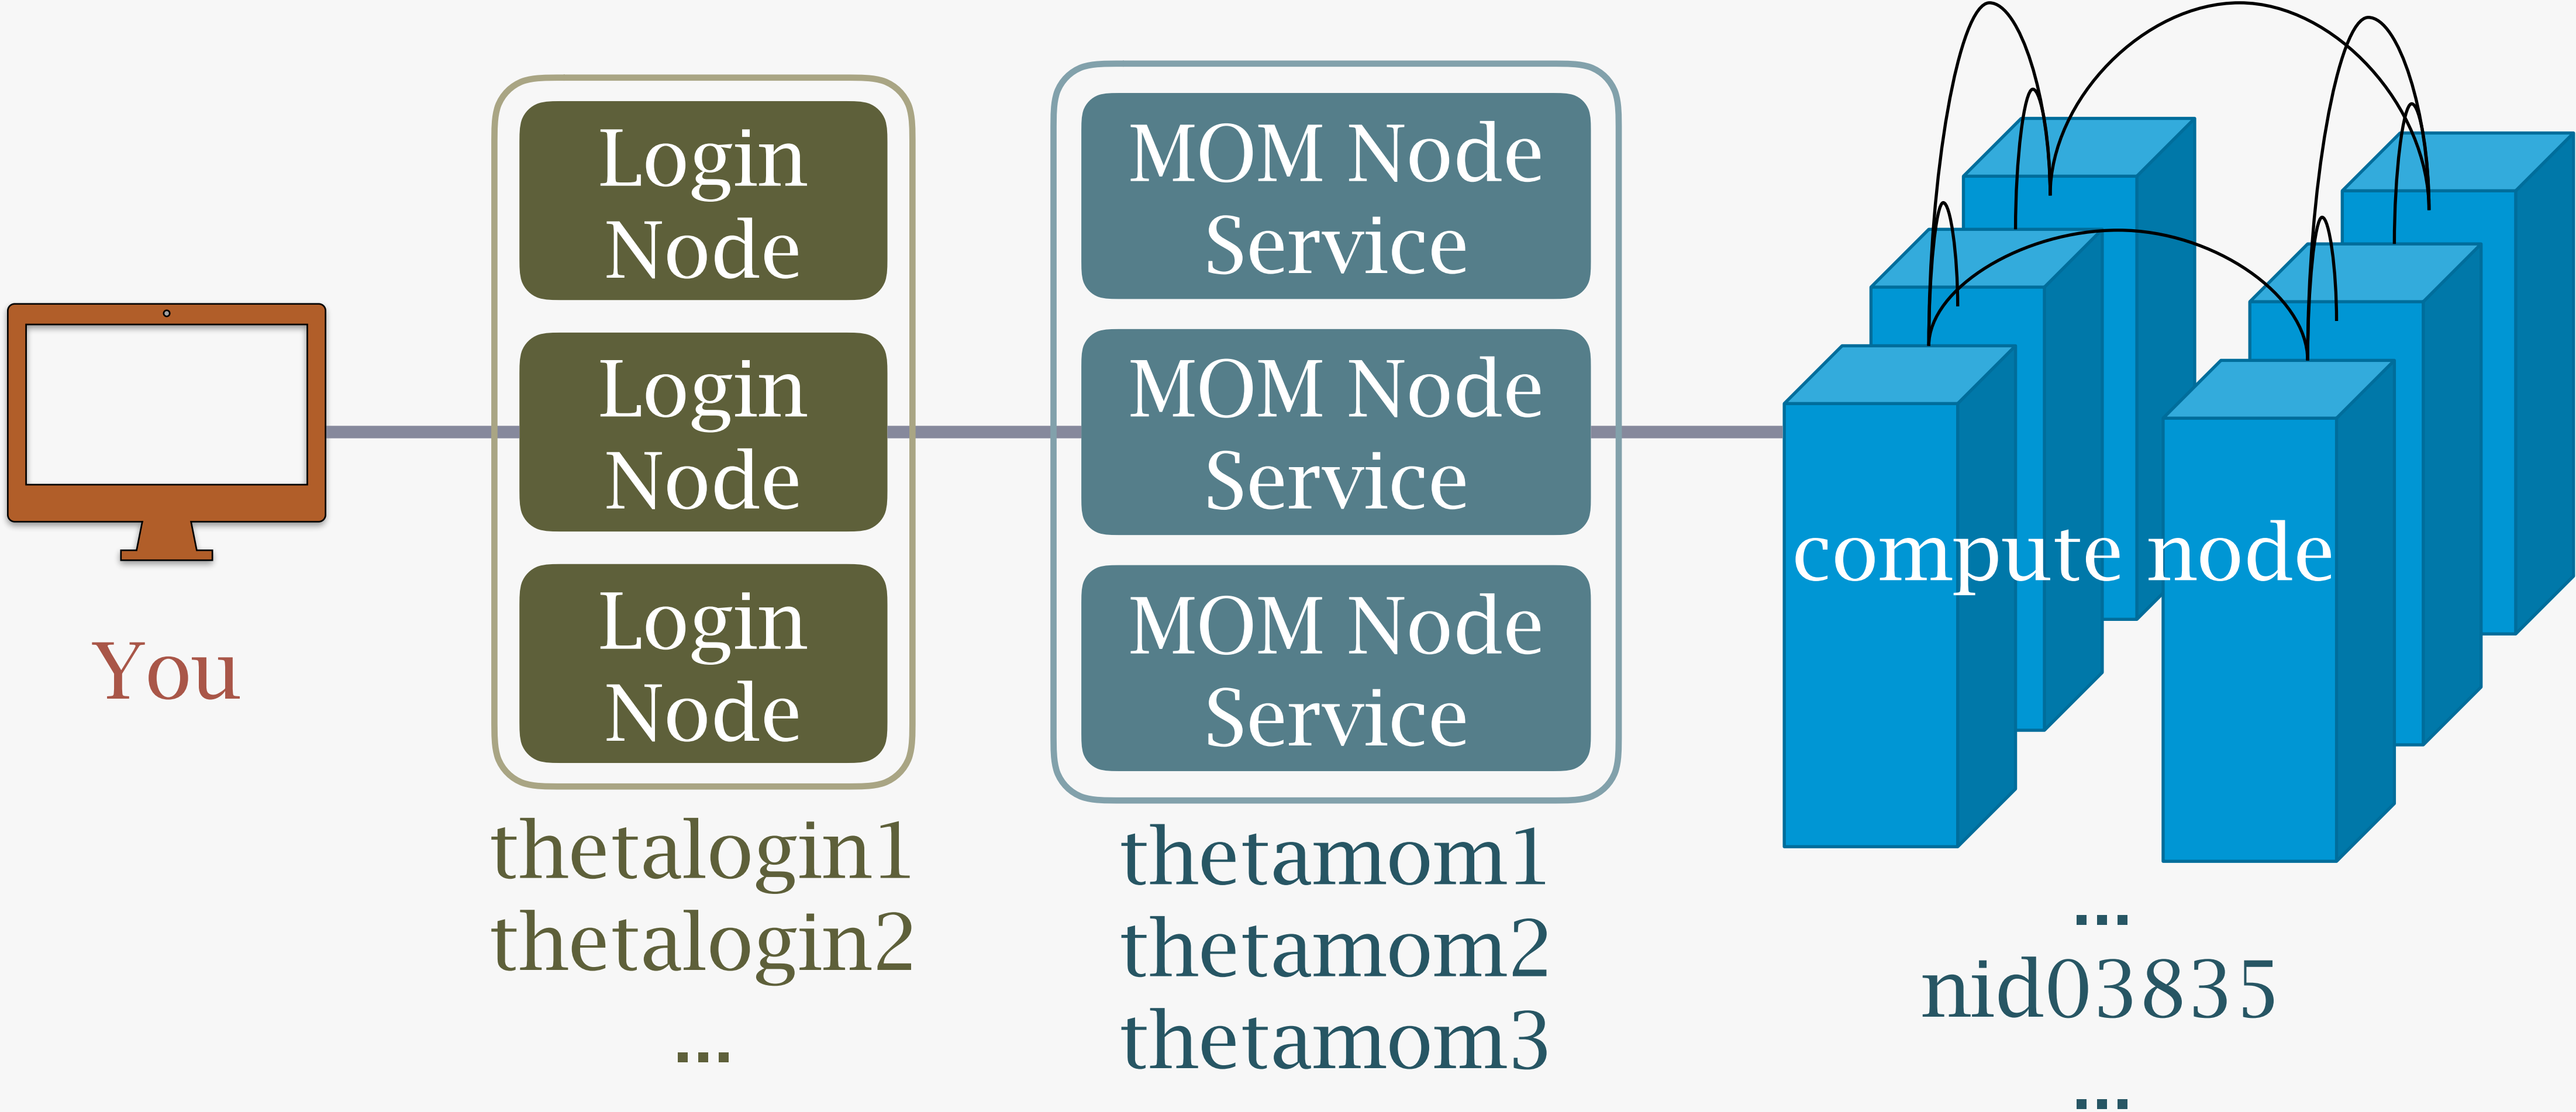 You
Login
Node
Login
Node
Login
Node
thetalogin1
thetalogin2
...
MOM Node
Service
MOM Node
Service
MOM Node
Service
thetamom1
thetamom2
thetamom3
compute node
...
nid03835
...